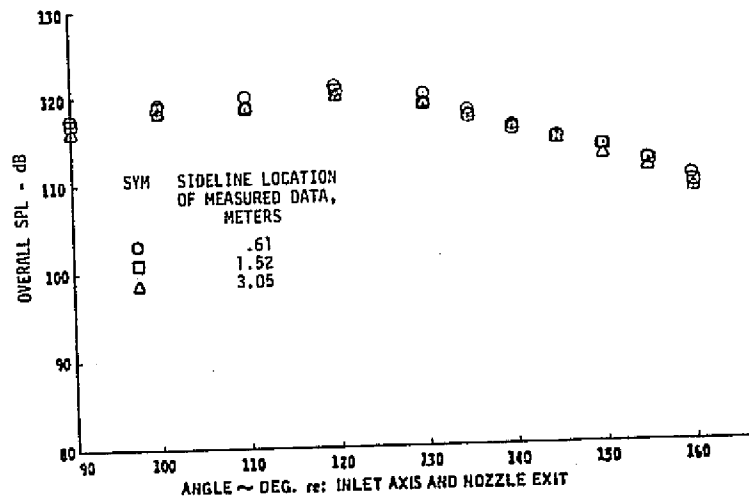 130
120
110
100
90
80
OVERALL SPL - dB
SYM SIDELINE LOCATION
OF MEASURED DATA,
METERS
.61
1.52
3.05
90 100 110 120 130 140 150 160
ANGLE ~ DEG. re: INLET AXIS AND NOZZLE EXIT